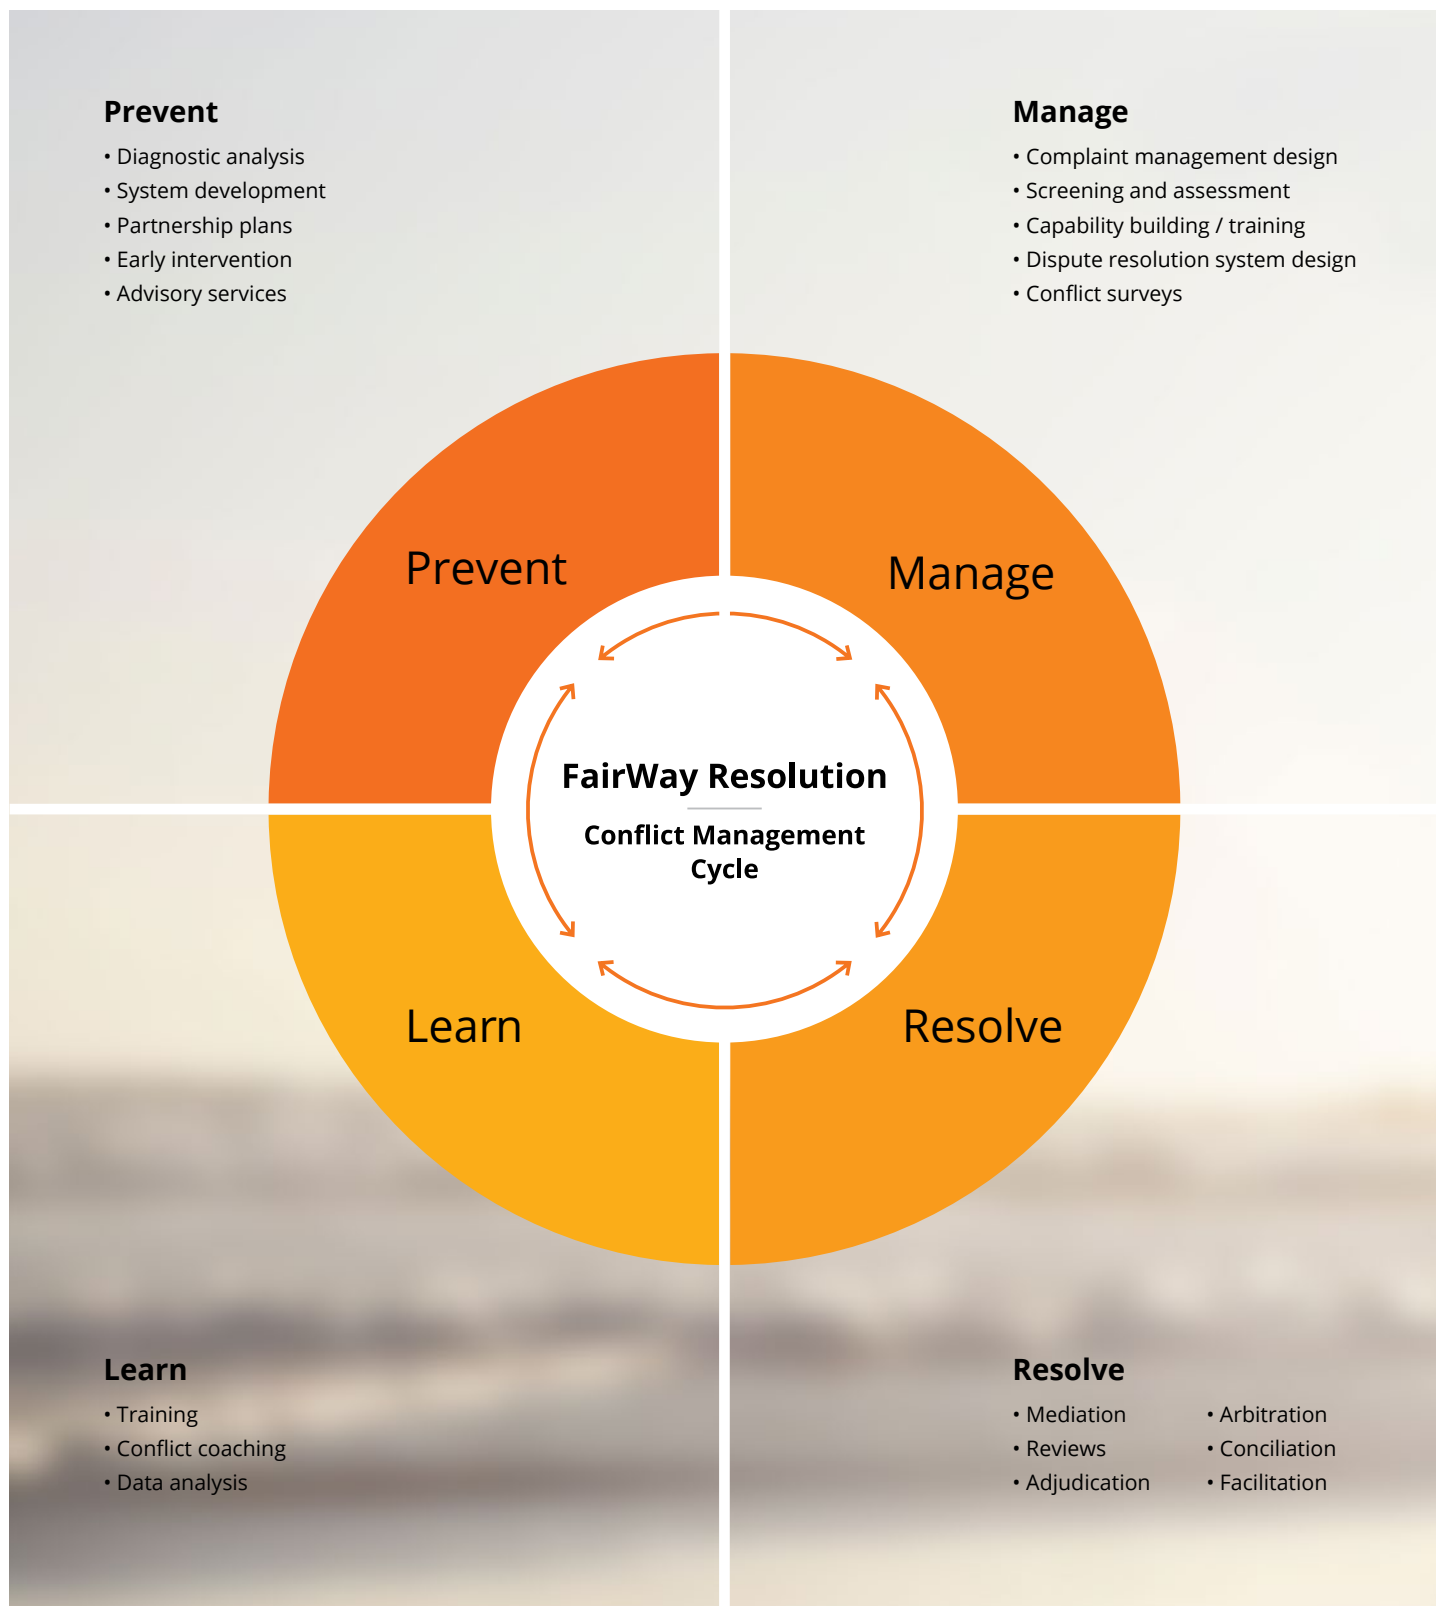 Prevent
• Diagnostic analysis
• System development
• Partnership plans
• Early intervention
• Advisory services
Manage
• Complaint management design
• Screening and assessment
• Capability building / training
• Dispute resolution system design
• Conflict surveys
Prevent
Manage
FairWay Resolution
Conflict Management
Cycle
Learn
Resolve
Learn
• Training
• Conflict coaching
• Data analysis
Resolve
• Mediation
• Reviews
• Adjudication
• Arbitration
• Conciliation
• Facilitation